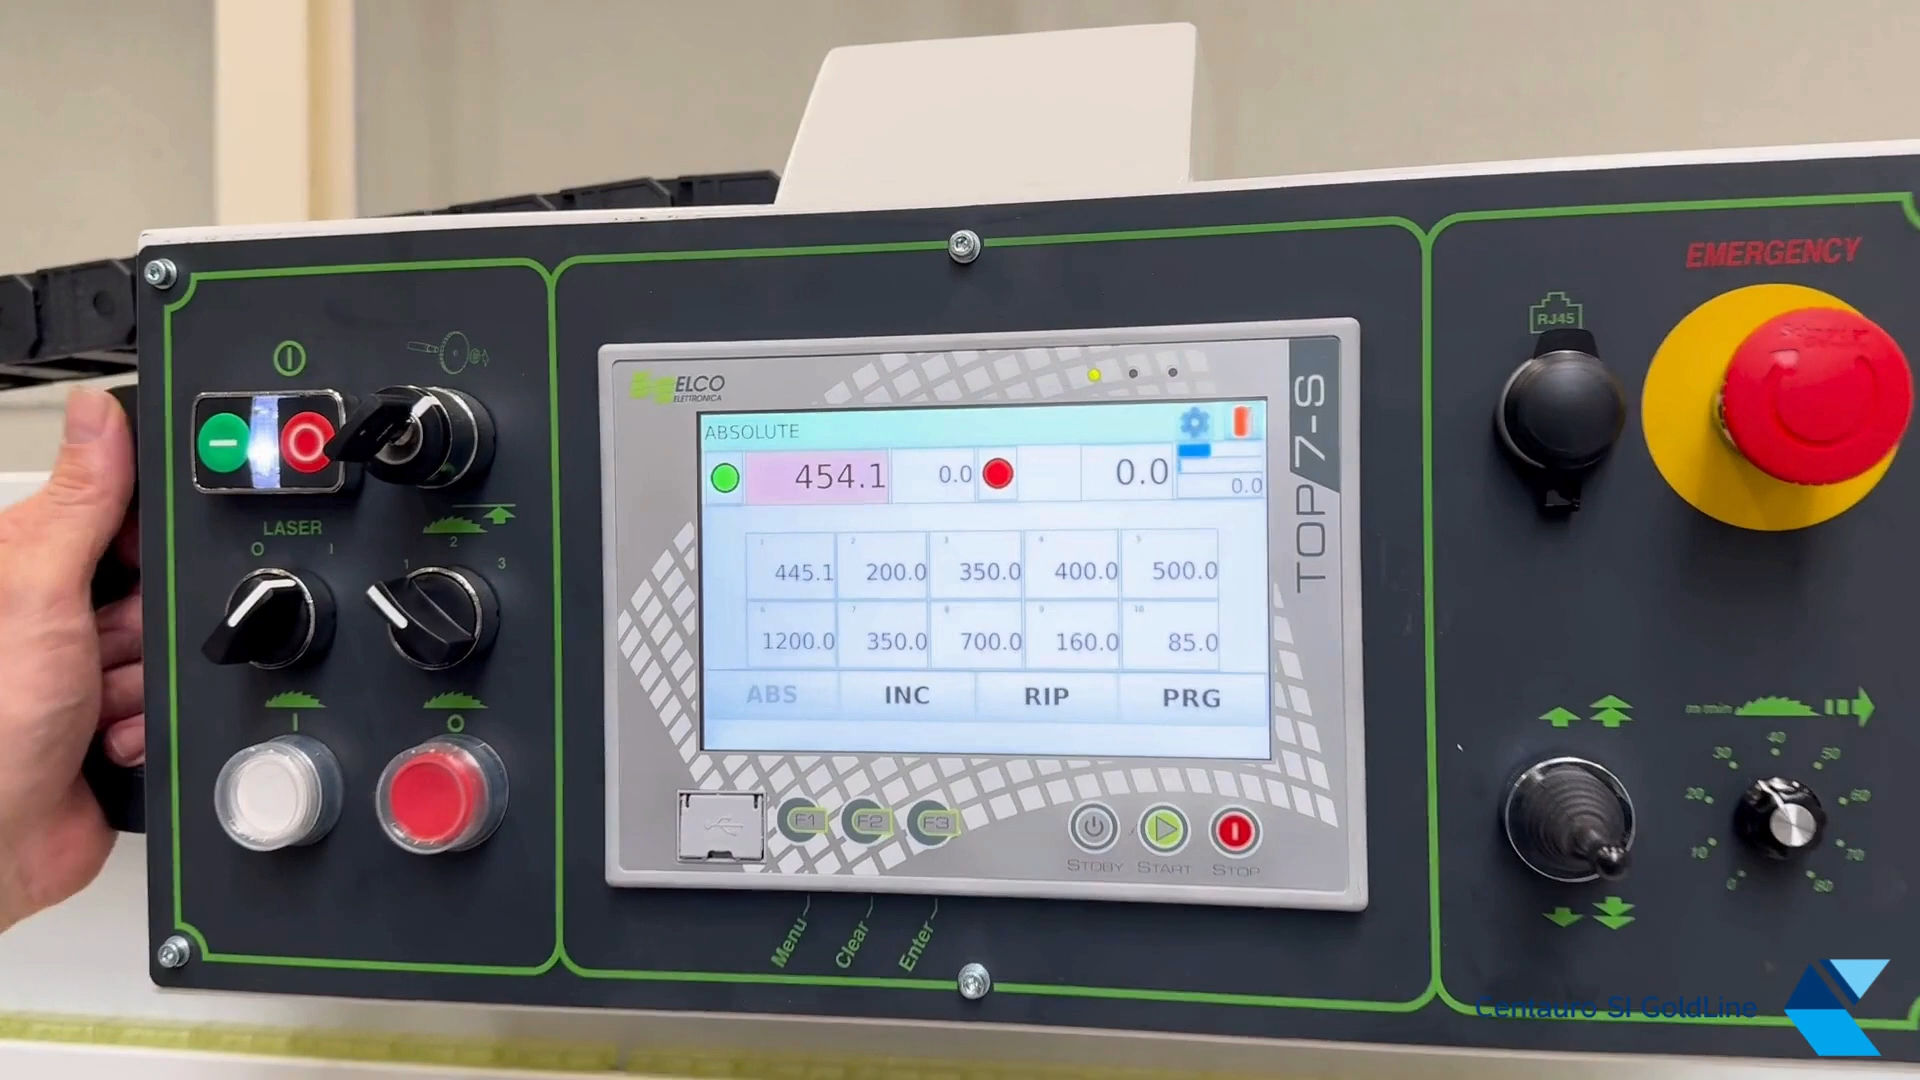 EMERGENCY
RJ45
ELCO
ELETTRONICA
TOP/7-S
ABSOLUTE
454.1
0.0
0.0
0.0
LASER
O
I
1
2
3
1
2
3
4
5
445.1
200.0
350.0
400.0
500.0
6
7
8
9
10
1200.0
350.0
700.0
160.0
85.0
ABS
INC
RIP
PRG
I
O
F1
F2
F3
STDBY
START
STOP
Menu
Clear
Enter
m/min
0
10
20
30
40
50
60
70
80
Centauro SI GoldLine